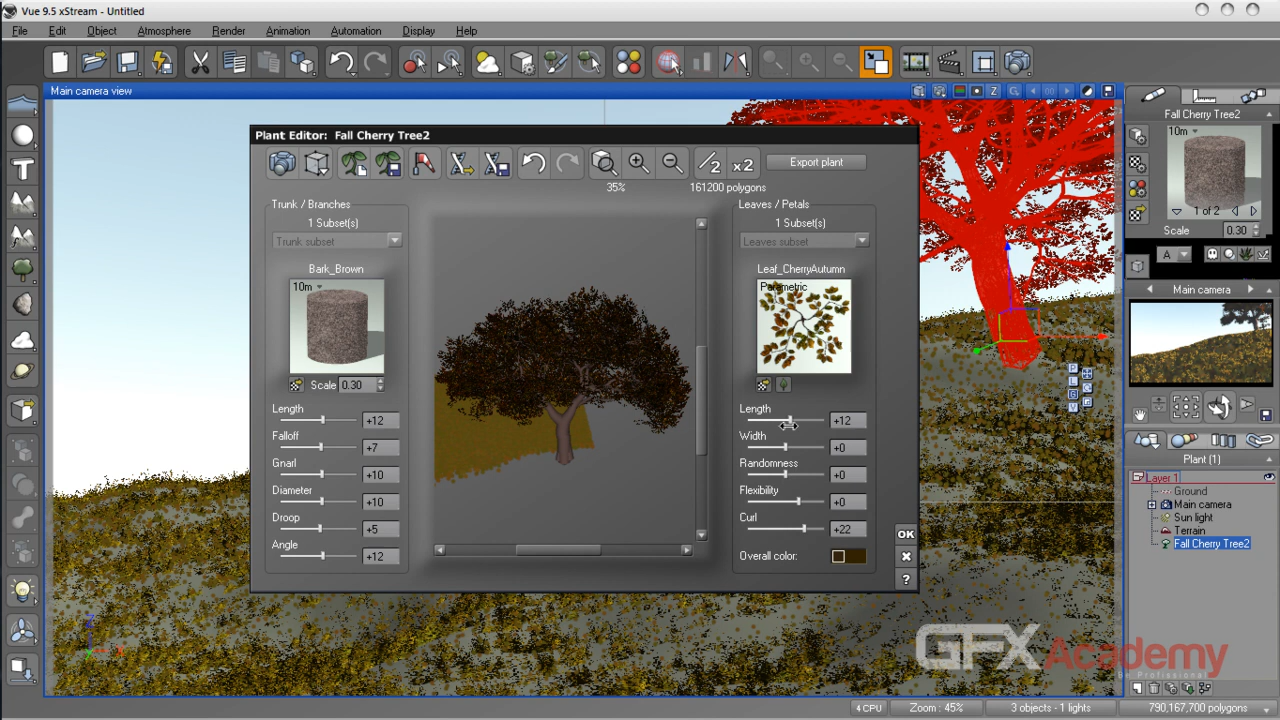 Vue 9.5 xStream - Untitled
File Edit Object Atmosphere Render Animation Automation Display Help
Main camera view
Plant Editor: Fall Cherry Tree2
Export plant
35%
161200 polygons
Trunk / Branches
1 Subset(s)
Trunk subset
Bark_Brown
10m
Scale 0.30
Length
+12
Falloff
+7
Gnarl
+10
Diameter
+10
Droop
+5
Angle
+12
Leaves / Petals
1 Subset(s)
Leaves subset
Leaf_CherryAutumn
Parametric
Length
+12
Width
+0
Randomness
+0
Flexibility
+0
Curl
+22
Overall color:
OK
?
Fall Cherry Tree2
10m
1 of 2
Scale 0.30
A
Main camera
Plant (1)
Layer 1
Ground
Main camera
Sun light
Terrain
Fall Cherry Tree2
GFXAcademy
Be Profissional
4 CPU
Zoom : 45%
3 objects - 1 lights
790,167,700 polygons